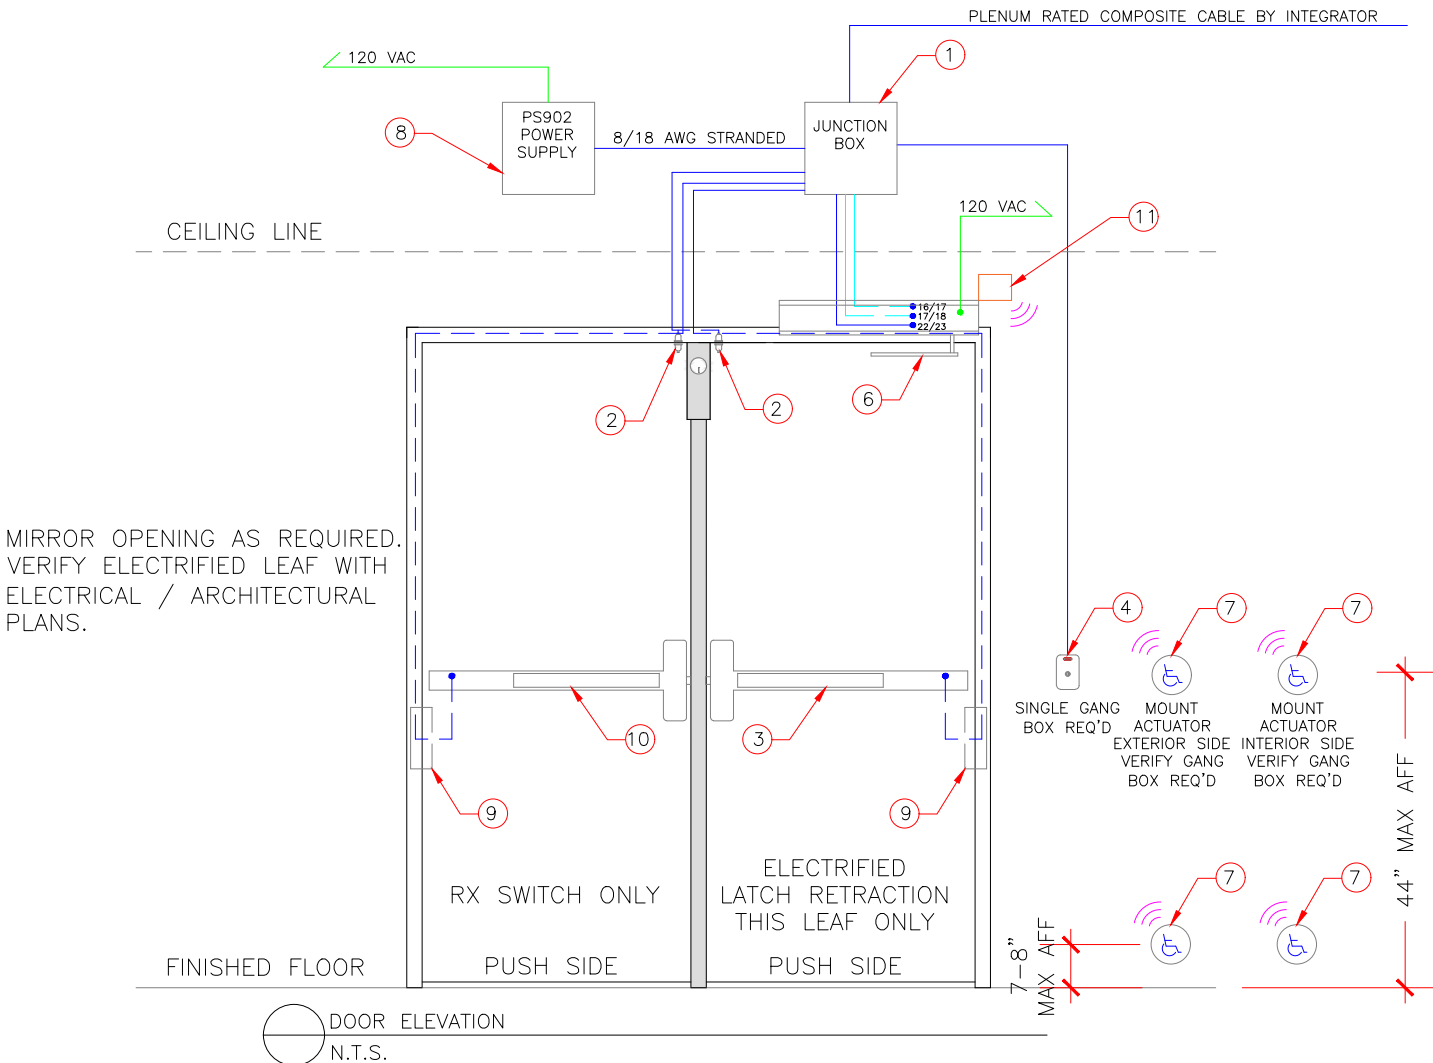 PLENUM RATED COMPOSITE CABLE BY INTEGRATOR
120 VAC
1
PS902
POWER
SUPPLY
8
8/18 AWG STRANDED
JUNCTION
BOX
120 VAC
11
CEILING LINE
16/17
17/18
22/23
2
2
6
MIRROR OPENING AS REQUIRED.
VERIFY ELECTRIFIED LEAF WITH
ELECTRICAL / ARCHITECTURAL
PLANS.
4
7
7
SINGLE GANG
BOX REQ'D
MOUNT
ACTUATOR
EXTERIOR SIDE
VERIFY GANG
BOX REQ'D
MOUNT
ACTUATOR
INTERIOR SIDE
VERIFY GANG
BOX REQ'D
10
3
9
9
44" MAX AFF
RX SWITCH ONLY
ELECTRIFIED
LATCH RETRACTION
THIS LEAF ONLY
7
7
7-8"
MAX AFF
FINISHED FLOOR
PUSH SIDE
PUSH SIDE
DOOR ELEVATION
N.T.S.